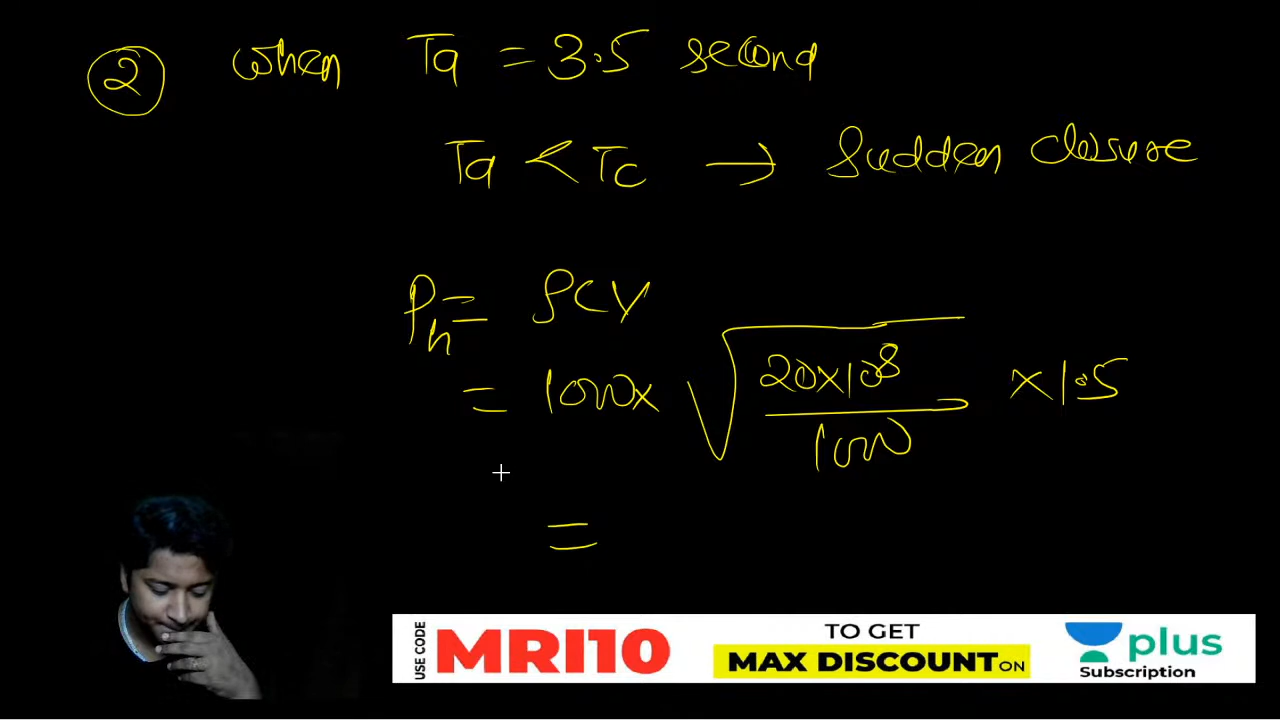 ② when Ta = 3.5 second
Ta < Tc → Sudden closure
Ph = ρCV
= 1000 × √(20×10⁸ / 1000) × 1.5
=
USE CODE
MRI10
TO GET
MAX DISCOUNT ON
plus
Subscription